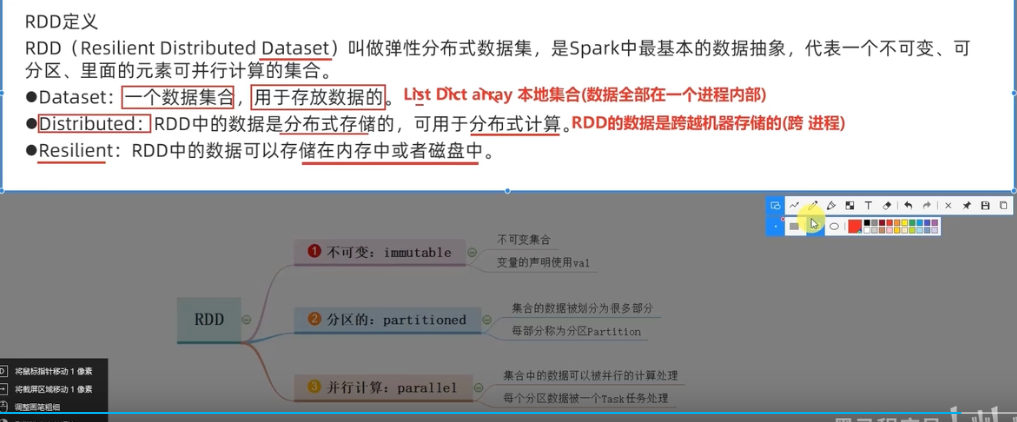 RDD定义
RDD（Resilient Distributed Dataset）叫做弹性分布式数据集，是Spark中最基本的数据抽象，代表一个不可变、可
分区、里面的元素可并行计算的集合。
●Dataset：一个数据集合，用于存放数据的。List Dict array 本地集合(数据全部在一个进程内部)
●Distributed：RDD中的数据是分布式存储的，可用于分布式计算。RDD的数据是跨越机器存储的(跨 进程)
●Resilient：RDD中的数据可以存储在内存中或者磁盘中。
RDD
1 不可变：immutable
不可变集合
变量的声明使用val
2 分区的：partitioned
集合的数据被划分为很多部分
每部分称为分区Partition
3 并行计算：parallel
集合中的数据可以被并行的计算处理
每个分区数据被一个Task任务处理
将鼠标指针移动 1 像素
将截屏区域移动 1 像素
调整画笔粗细